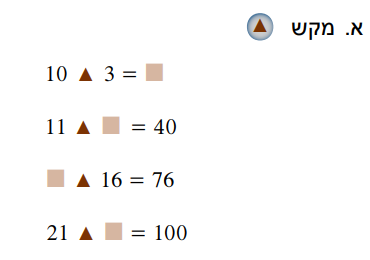 א. מקש ▲
10 ▲ 3 = ■
11 ▲ ■ = 40
■ ▲ 16 = 76
21 ▲ ■ = 100